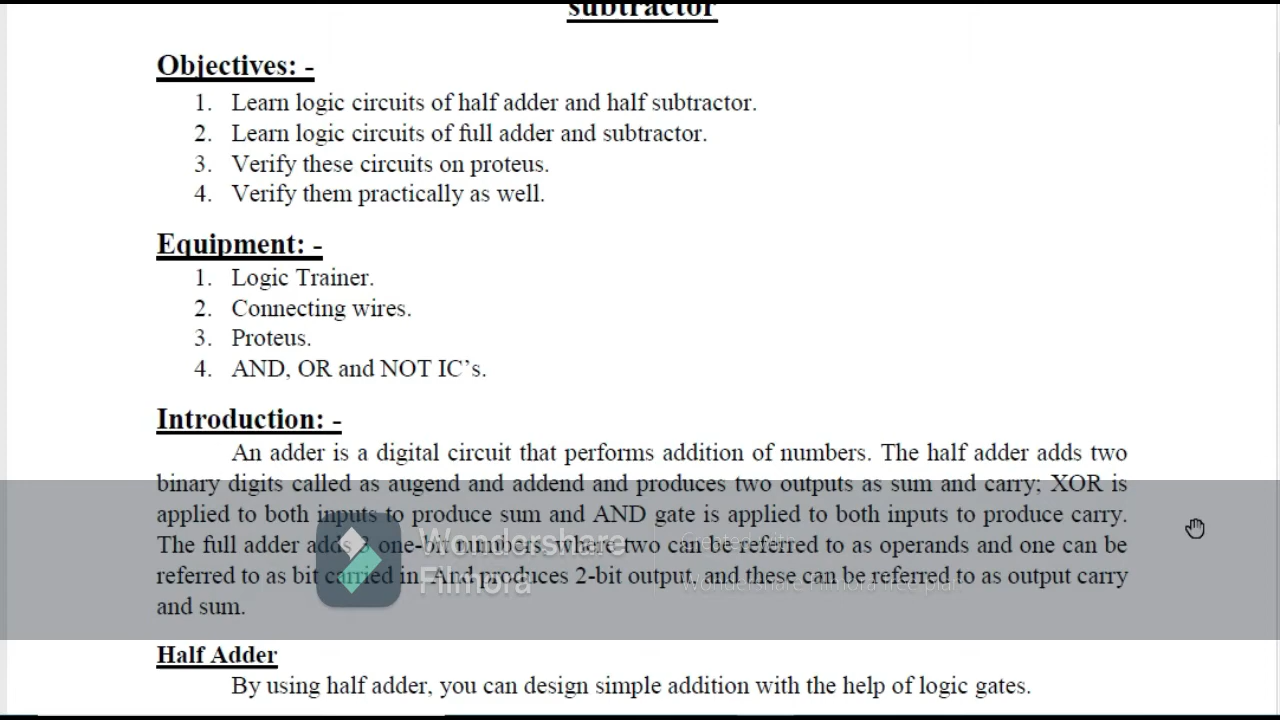 subtractor
Objectives: -
1. Learn logic circuits of half adder and half subtractor.
2. Learn logic circuits of full adder and subtractor.
3. Verify these circuits on proteus.
4. Verify them practically as well.
Equipment: -
1. Logic Trainer.
2. Connecting wires.
3. Proteus.
4. AND, OR and NOT IC’s.
Introduction: -
An adder is a digital circuit that performs addition of numbers. The half adder adds two
binary digits called as augend and addend and produces two outputs as sum and carry; XOR is
applied to both inputs to produce sum and AND gate is applied to both inputs to produce carry.
The full adder adds 3 one-bit numbers, where two can be referred to as operands and one can be
referred to as bit carried in. And produces 2-bit output, and these can be referred to as output carry
and sum.
Wondershare
Filmora
Created with
Wondershare Filmora free plan
Half Adder
By using half adder, you can design simple addition with the help of logic gates.